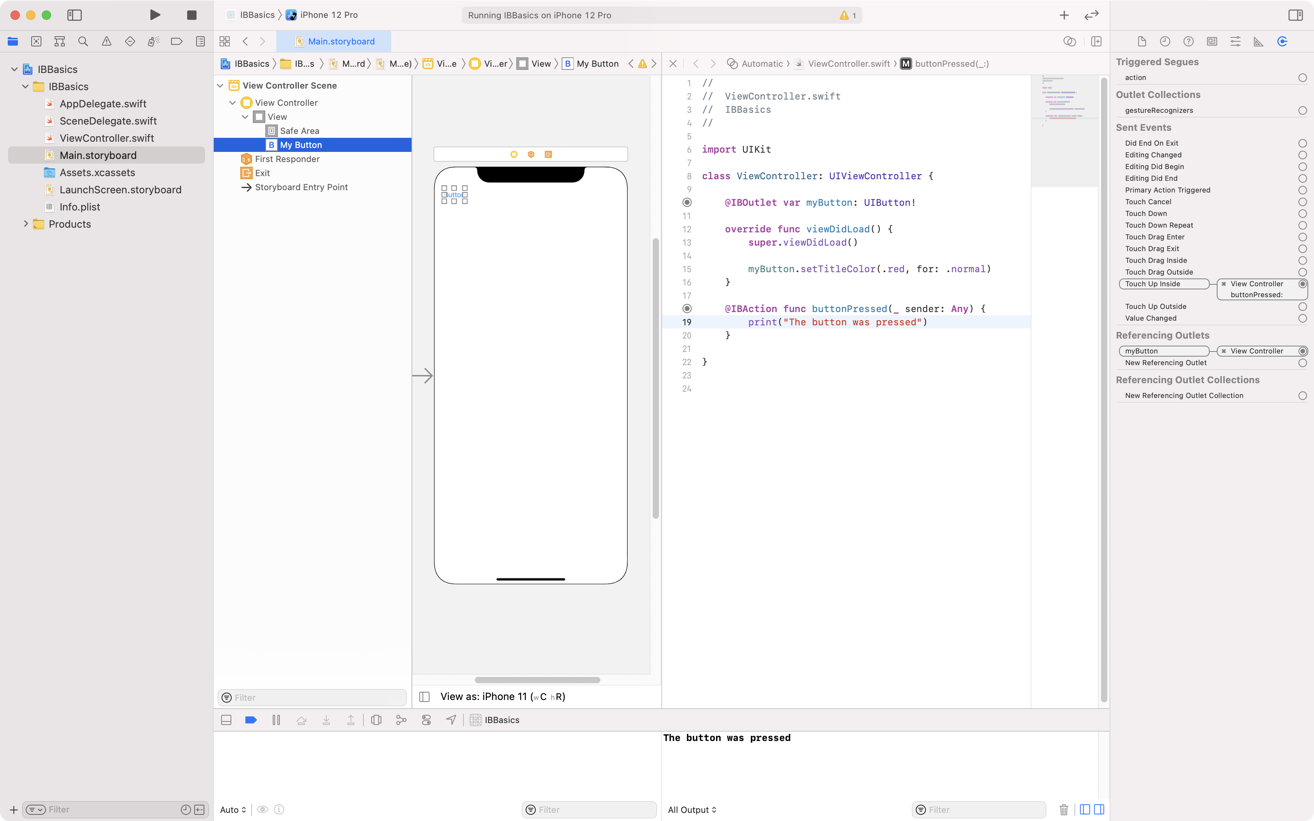 IBBasics
iPhone 12 Pro
Running IBBasics on iPhone 12 Pro
1
Main.storyboard
IBBasics
IBBasics
AppDelegate.swift
SceneDelegate.swift
ViewController.swift
Main.storyboard
Assets.xcassets
LaunchScreen.storyboard
Info.plist
Products
Filter
IBBasics
IB...s
M...rd
M...e)
Vi...e
Vi...er
View
B My Button
View Controller Scene
View Controller
View
Safe Area
B My Button
First Responder
Exit
Storyboard Entry Point
Filter
Button
View as: iPhone 11 (wC hR)
Automatic
ViewController.swift
M buttonPressed(_:)
1 //
2 // ViewController.swift
3 // IBBasics
4 //
5
6 import UIKit
7
8 class ViewController: UIViewController {
9
@IBOutlet var myButton: UIButton!
11
12 override func viewDidLoad() {
13 super.viewDidLoad()
14
15 myButton.setTitleColor(.red, for: .normal)
16 }
17
@IBAction func buttonPressed(_ sender: Any) {
19 print("The button was pressed")
20 }
21
22 }
23
24
Triggered Segues
action
Outlet Collections
gestureRecognizers
Sent Events
Did End On Exit
Editing Changed
Editing Did Begin
Editing Did End
Primary Action Triggered
Touch Cancel
Touch Down
Touch Down Repeat
Touch Drag Enter
Touch Drag Exit
Touch Drag Inside
Touch Drag Outside
Touch Up Inside
View Controller
buttonPressed:
Touch Up Outside
Value Changed
Referencing Outlets
myButton
View Controller
New Referencing Outlet
Referencing Outlet Collections
New Referencing Outlet Collection
IBBasics
The button was pressed
Auto
Filter
All Output
Filter